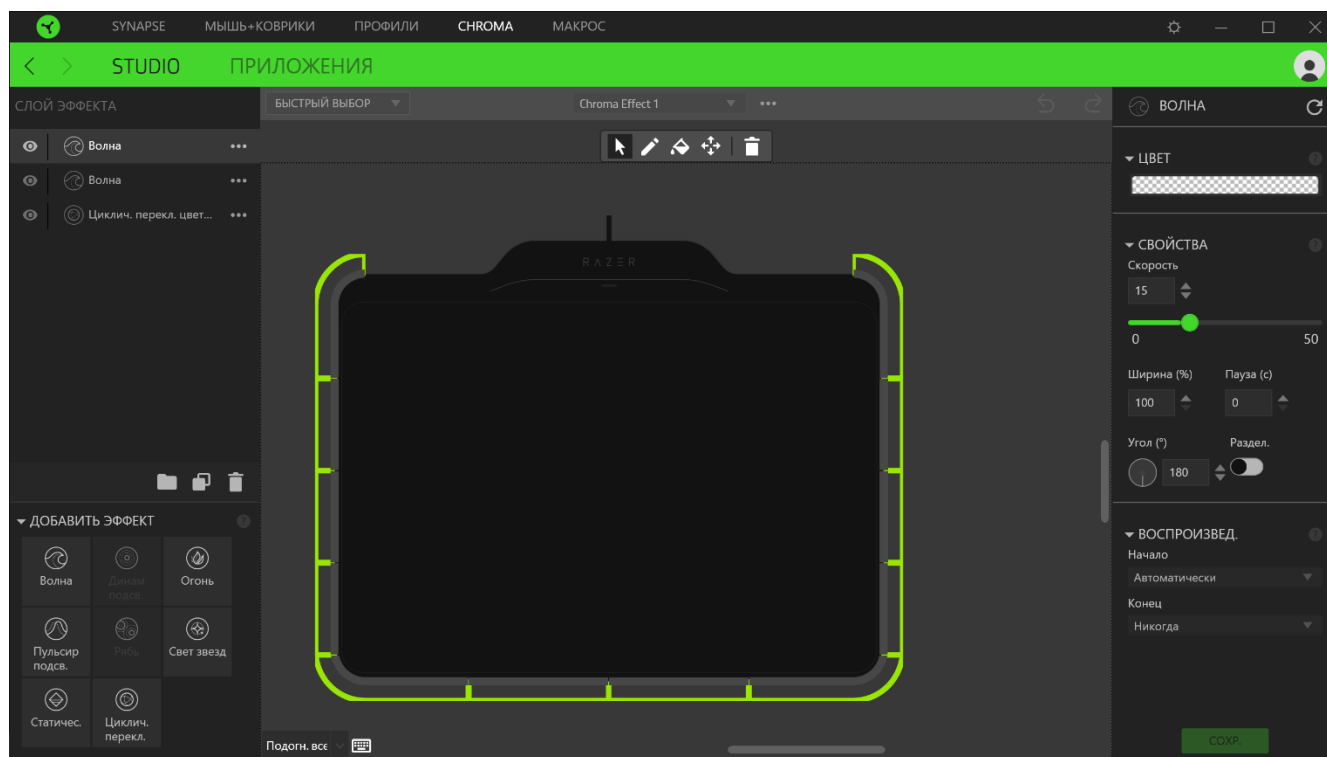 SYNAPSE МЫШЬ+КОВРИКИ ПРОФИЛИ CHROMA МАКРОС
STUDIO ПРИЛОЖЕНИЯ
СЛОЙ ЭФФЕКТА
БЫСТРЫЙ ВЫБОР
Chroma Effect 1
ВОЛНА
Волна
Волна
Циклич. перекл. цвет...
RAZER
ДОБАВИТЬ ЭФФЕКТ
Волна
Динам
подсв.
Огонь
Пульсир
подсв.
Рябь
Свет звезд
Статичес.
Циклич.
перекл.
Подогн. все
ЦВЕТ
СВОЙСТВА
Скорость
15
0 50
Ширина (%) Пауза (с)
100 0
Угол (°) Раздел.
180
ВОСПРОИЗВЕД.
Начало
Автоматически
Конец
Никогда
СОХР.